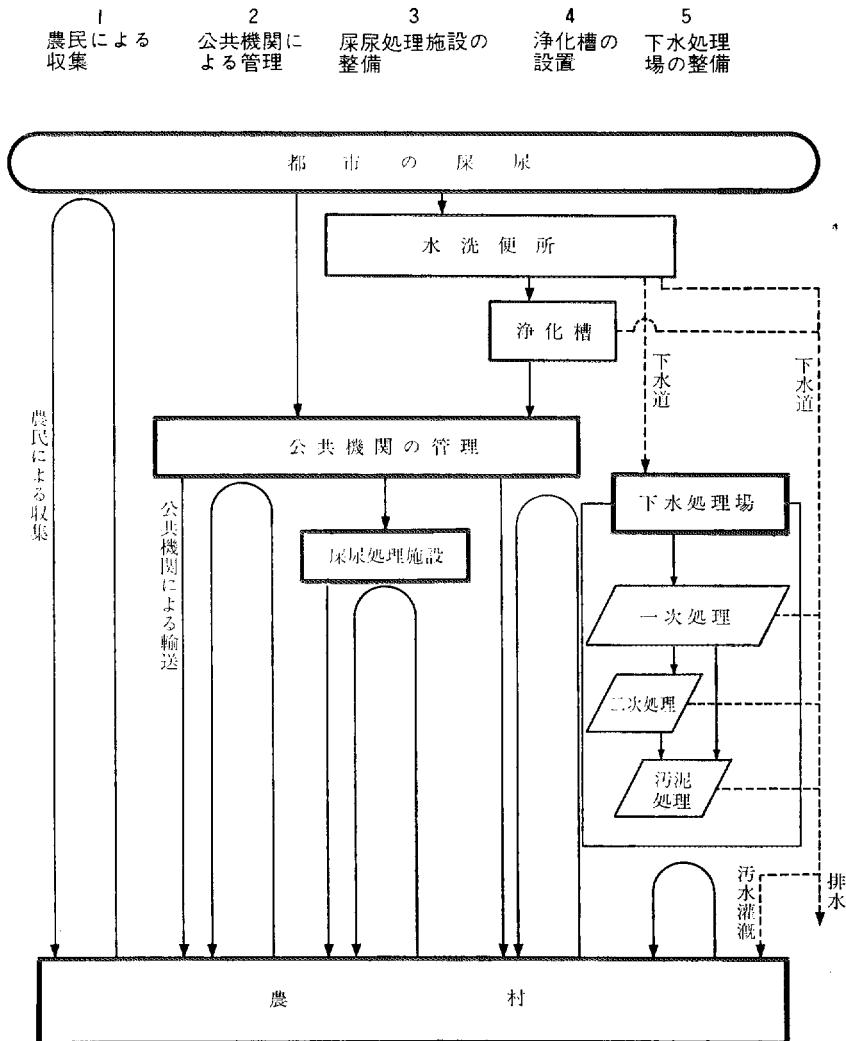 1
農民による
収集
2
公共機関に
よる管理
3
屎尿処理施設の
整備
4
浄化槽の
設置
5
下水処理
場の整備
都市の屎尿
水洗便所
浄化槽
下水道
下水道
農民による収集
公共機関の管理
公共機関による輸送
下水処理場
屎尿処理施設
一次処理
二次処理
汚泥
処理
汚水灌漑
排水
農村